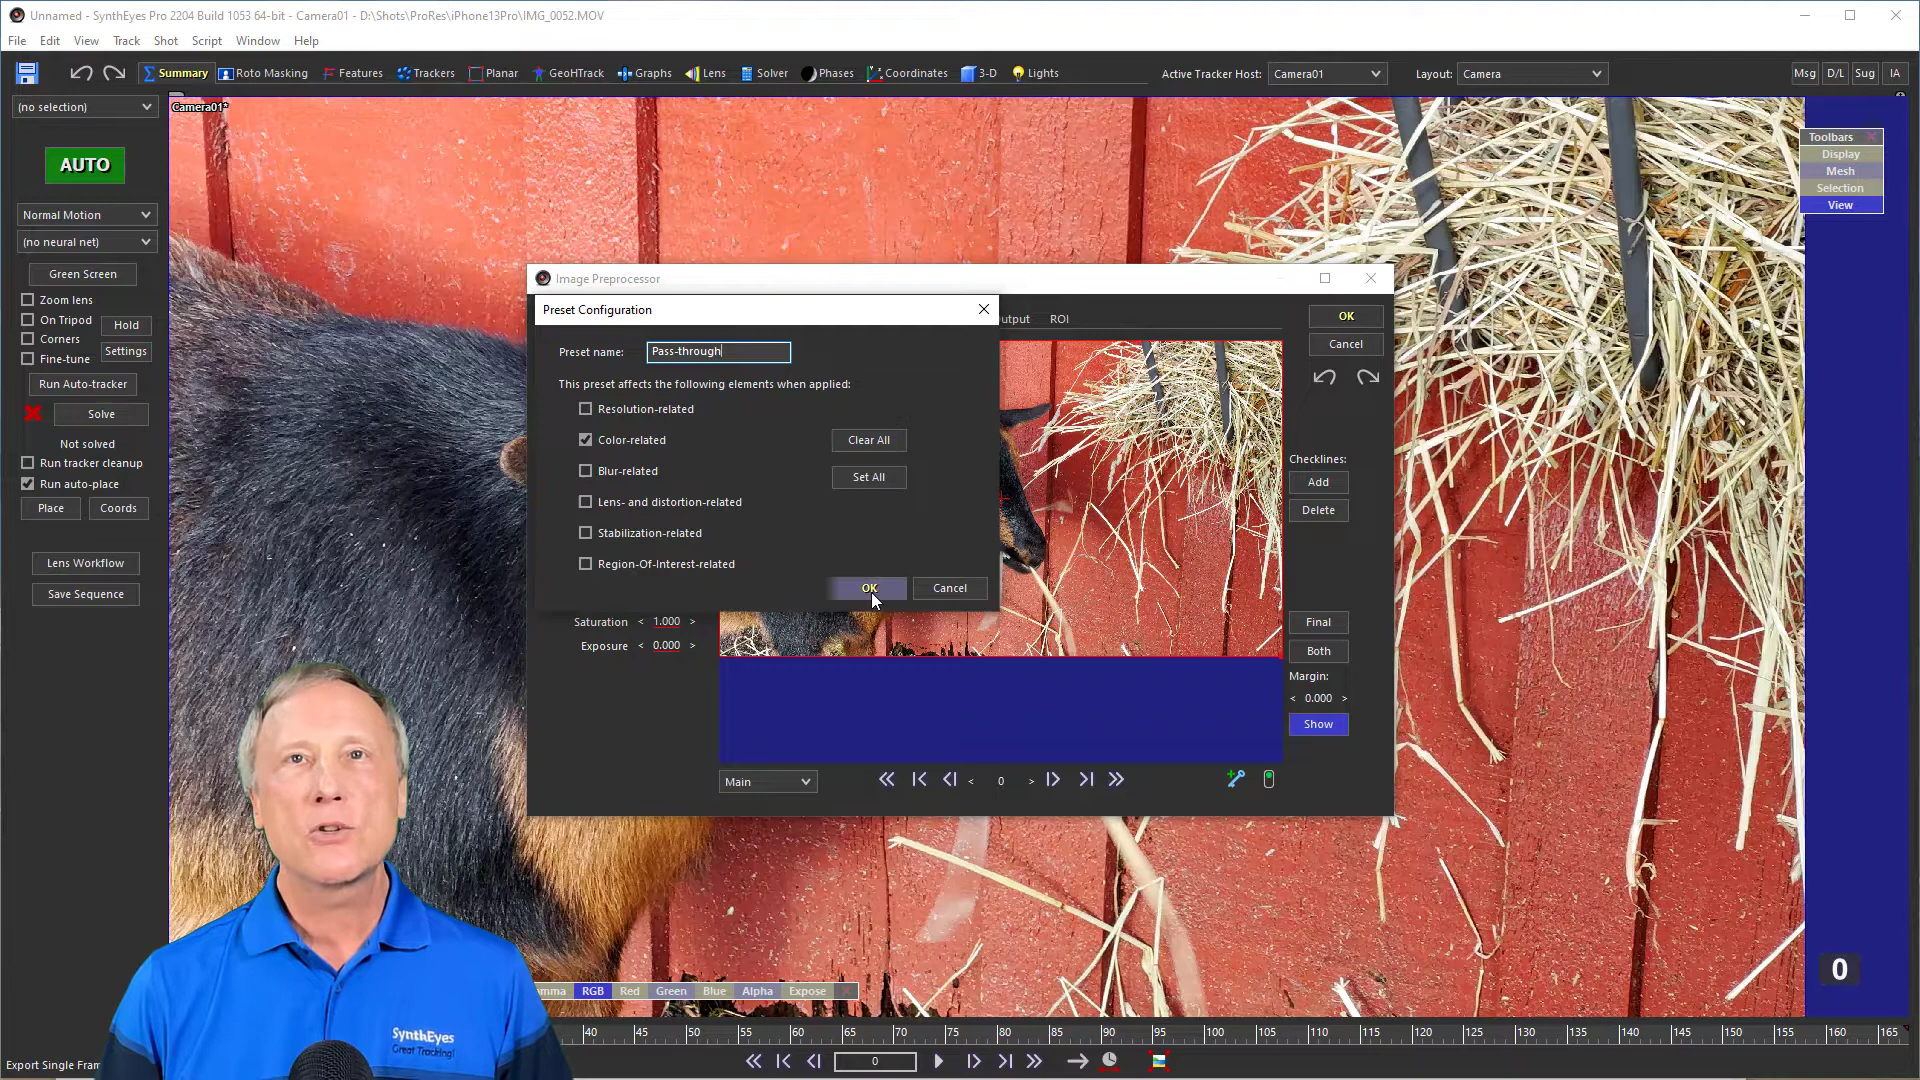 Unnamed - SynthEyes Pro 2204 Build 1053 64-bit - Camera01 - D:\Shots\ProRes\iPhone13Pro\IMG_0052.MOV
File Edit View Track Shot Script Window Help
Summary Roto Masking Features Trackers Planar GeoHTrack Graphs Lens Solver Phases Coordinates 3-D Lights Active Tracker Host: Camera01 Layout: Camera Msg D/L Sug IA
(no selection) Camera01*
Toolbars
Display
Mesh
Selection
View
AUTO
Normal Motion
(no neural net)
Green Screen
Zoom lens
On Tripod Hold
Corners
Fine-tune Settings
Run Auto-tracker
Solve
Not solved
Run tracker cleanup
Run auto-place
Place Coords
Lens Workflow
Save Sequence
Image Preprocessor
Preset Configuration
utput ROI
OK
Cancel
Preset name: Pass-through
This preset affects the following elements when applied:
Resolution-related
Color-related Clear All
Blur-related Set All
Lens- and distortion-related
Stabilization-related
Region-Of-Interest-related
OK Cancel
Checklines:
Add
Delete
Saturation < 1.000 >
Exposure < 0.000 >
Final
Both
Margin:
< 0.000 >
Show
Main < 0 >
mma RGB Red Green Blue Alpha Expose
0
SynthEyes
Great Tracking!
40 45 50 55 60 65 70 75 80 85 90 95 100 105 110 115 120 125 130 135 140 145 150 155 160 165
Export Single Fram 0